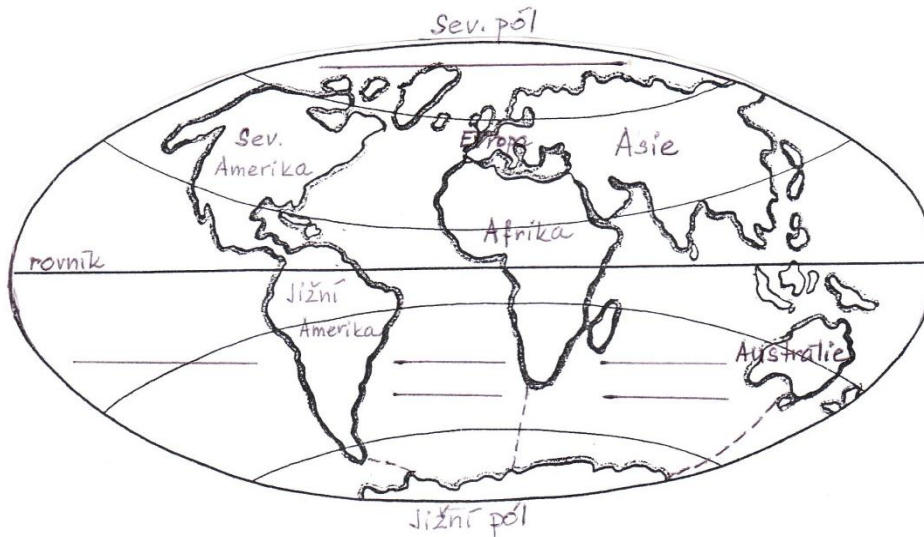 Sev. pól
Sev.
Amerika
Evropa
Asie
Afrika
rovník
Jižní
Amerika
Austrálie
Jižní pól